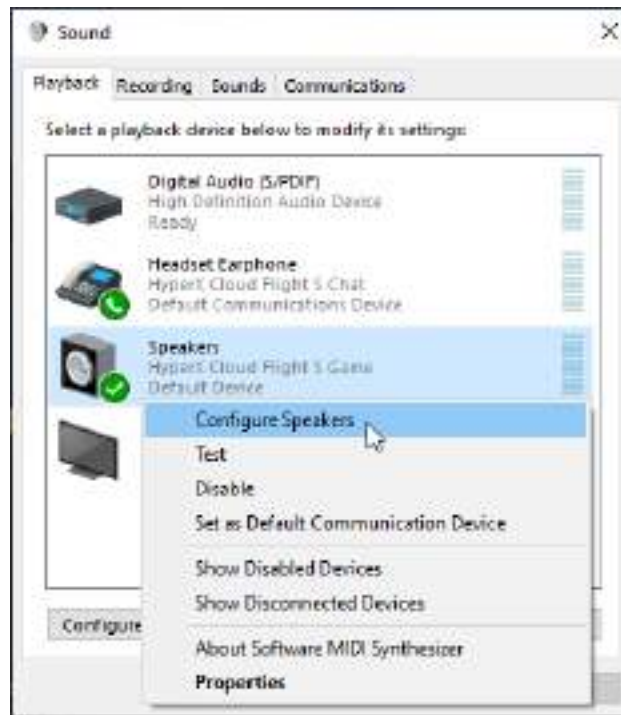 Sound
Playback Recording Sounds Communications
Select a playback device below to modify its settings:
Digital Audio (S/PDIF)
High Definition Audio Device
Ready
Headset Earphone
HyperX Cloud Flight S Chat
Default Communications Device
Speakers
HyperX Cloud Flight S Game
Default Device
Configure Speakers
Test
Disable
Set as Default Communication Device
Show Disabled Devices
Show Disconnected Devices
Configure
About Software MIDI Synthesizer
Properties